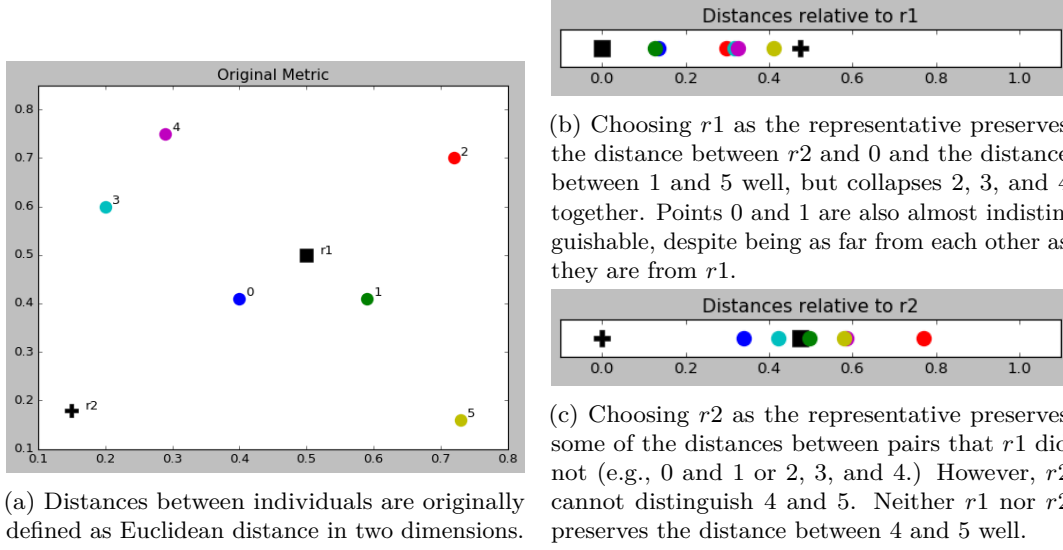 Original Metric
0.8
0.7
0.6
0.5
0.4
0.3
0.2
0.1
0.1 0.2 0.3 0.4 0.5 0.6 0.7 0.8
4
2
3
r1
0
1
r2
5
(a) Distances between individuals are originally
defined as Euclidean distance in two dimensions.
Distances relative to r1
0.0 0.2 0.4 0.6 0.8 1.0
(b) Choosing r1 as the representative preserves
the distance between r2 and 0 and the distance
between 1 and 5 well, but collapses 2, 3, and 4
together. Points 0 and 1 are also almost indistin
guishable, despite being as far from each other as
they are from r1.
Distances relative to r2
0.0 0.2 0.4 0.6 0.8 1.0
(c) Choosing r2 as the representative preserves
some of the distances between pairs that r1 did
not (e.g., 0 and 1 or 2, 3, and 4.) However, r2
cannot distinguish 4 and 5. Neither r1 nor r2
preserves the distance between 4 and 5 well.